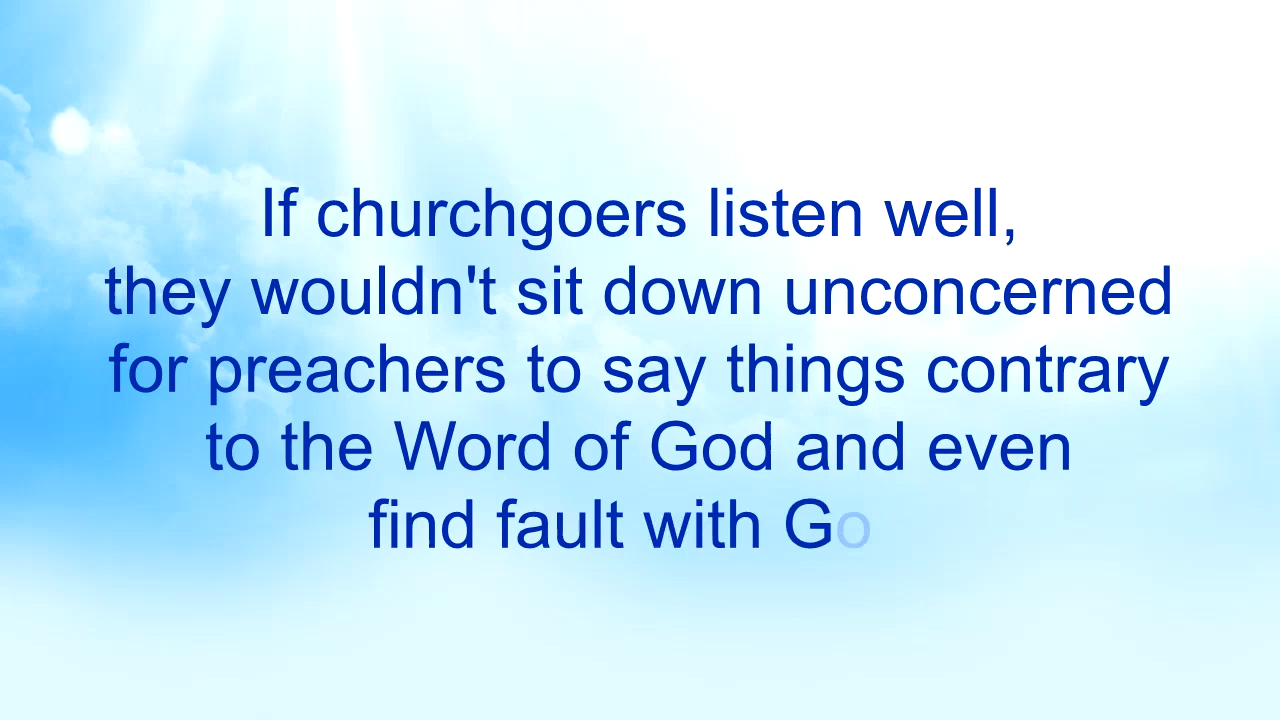 If churchgoers listen well,
they wouldn't sit down unconcerned
for preachers to say things contrary
to the Word of God and even
find fault with Go